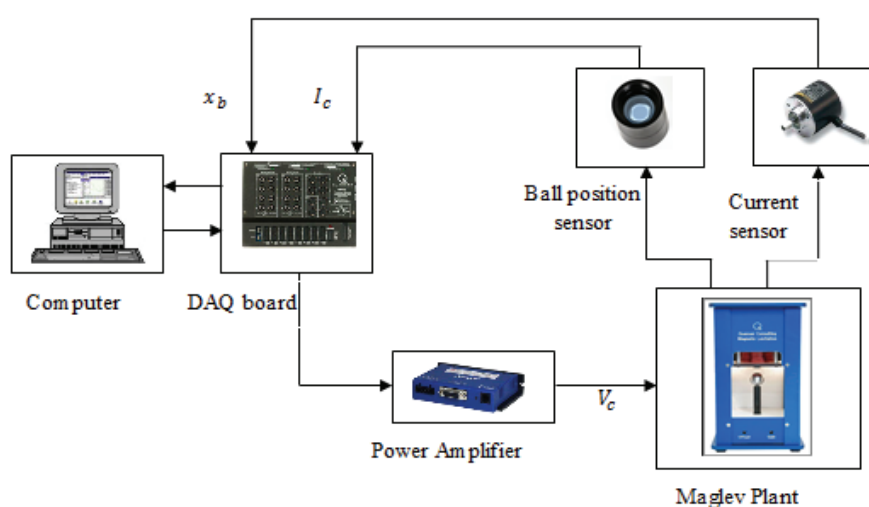 x_b
I_c
Ball position
sensor
Current
sensor
Computer
DAQ board
V_c
Power Amplifier
Maglev Plant